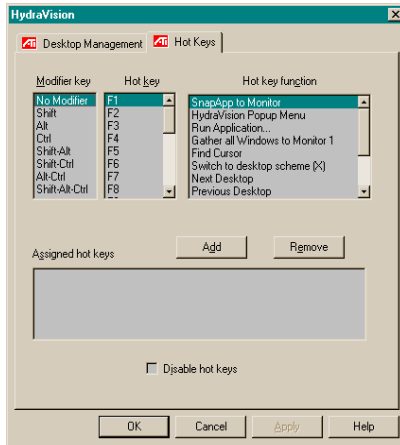 HydraVision
ATI Desktop Management ATI Hot Keys
Modifier key Hot key Hot key function
No Modifier F1 SnapApp to Monitor
Shift F2 HydraVision Popup Menu
Alt F3 Run Application...
Ctrl F4 Gather all Windows to Monitor 1
Shift-Alt F5 Find Cursor
Shift-Ctrl F6 Switch to desktop scheme (X)
Alt-Ctrl F7 Next Desktop
Shift-Alt-Ctrl F8 Previous Desktop
Add Remove
Assigned hot keys
Disable hot keys
OK Cancel Apply Help